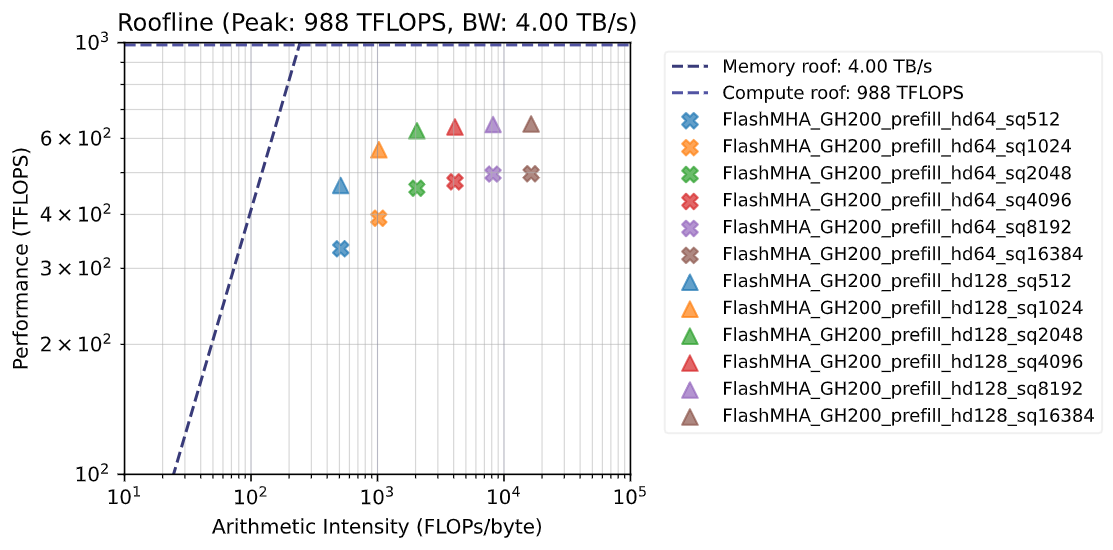 Roofline (Peak: 988 TFLOPS, BW: 4.00 TB/s)
10³
6 × 10²
4 × 10²
3 × 10²
2 × 10²
10²
Performance (TFLOPS)
10¹ 10² 10³ 10⁴ 10⁵
Arithmetic Intensity (FLOPs/byte)
Memory roof: 4.00 TB/s
Compute roof: 988 TFLOPS
FlashMHA_GH200_prefill_hd64_sq512
FlashMHA_GH200_prefill_hd64_sq1024
FlashMHA_GH200_prefill_hd64_sq2048
FlashMHA_GH200_prefill_hd64_sq4096
FlashMHA_GH200_prefill_hd64_sq8192
FlashMHA_GH200_prefill_hd64_sq16384
FlashMHA_GH200_prefill_hd128_sq512
FlashMHA_GH200_prefill_hd128_sq1024
FlashMHA_GH200_prefill_hd128_sq2048
FlashMHA_GH200_prefill_hd128_sq4096
FlashMHA_GH200_prefill_hd128_sq8192
FlashMHA_GH200_prefill_hd128_sq16384